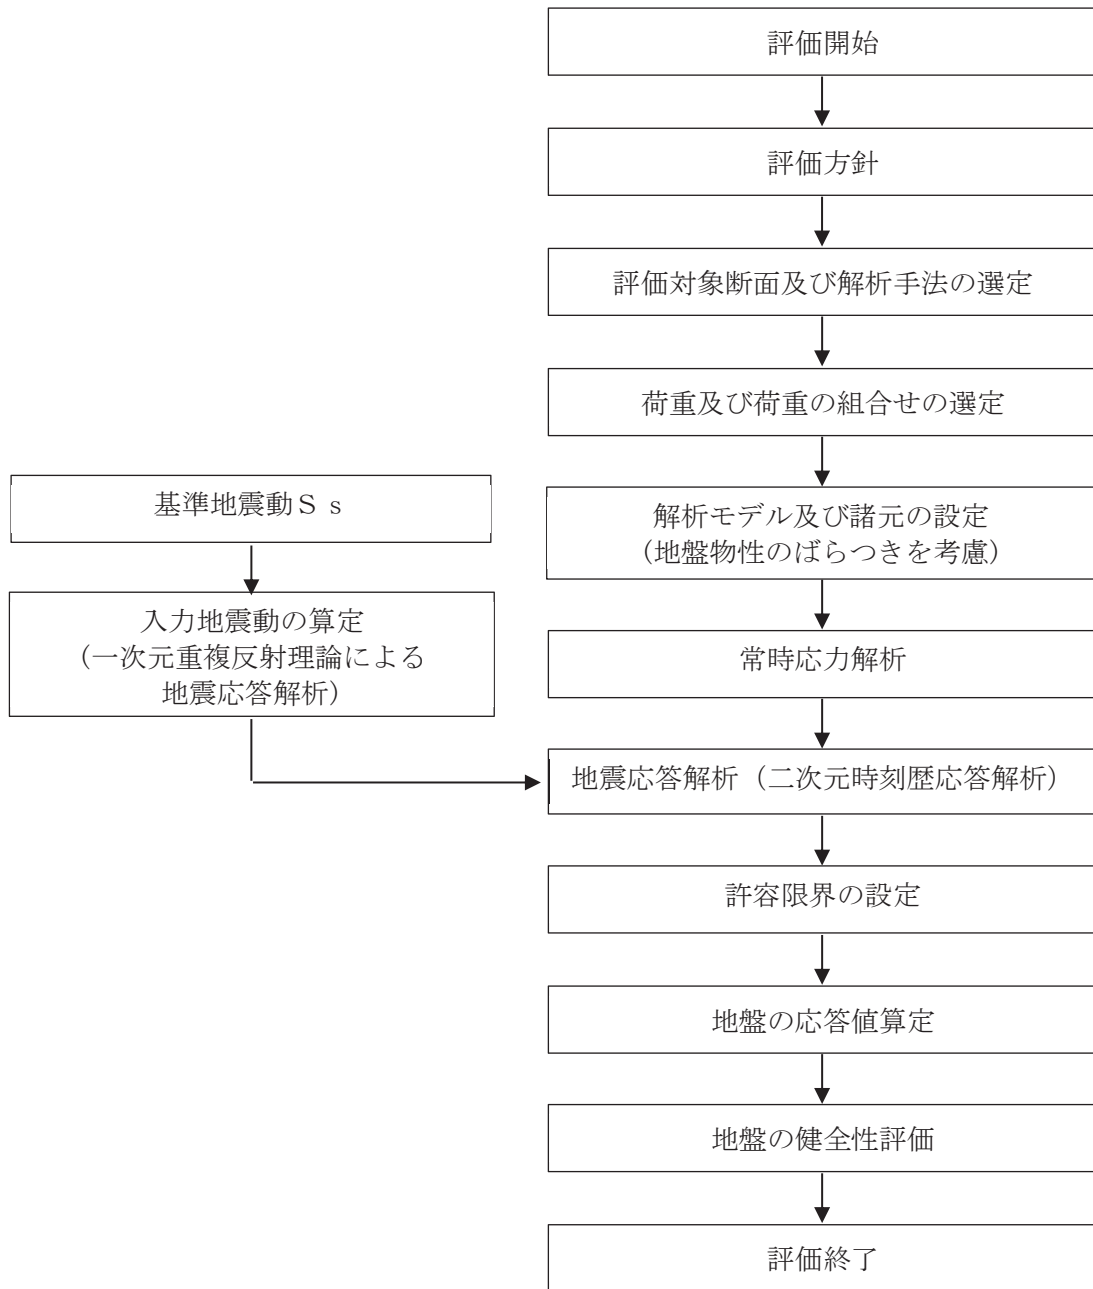 評価開始
評価方針
評価対象断面及び解析手法の選定
荷重及び荷重の組合せの選定
解析モデル及び諸元の設定
（地盤物性のばらつきを考慮）
基準地震動Ｓｓ
入力地震動の算定
（一次元重複反射理論による
地震応答解析）
常時応力解析
地震応答解析（二次元時刻歴応答解析）
許容限界の設定
地盤の応答値算定
地盤の健全性評価
評価終了